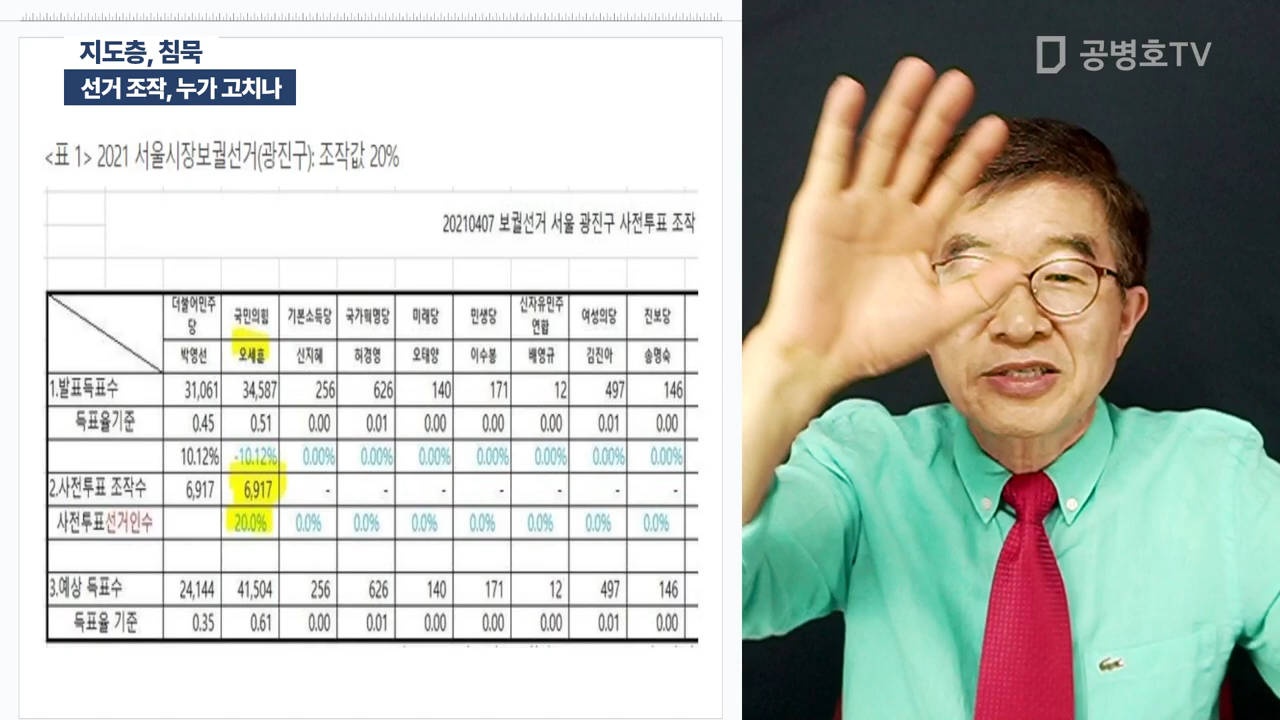 지도층, 침묵
선거 조작, 누가 고치나
공병호TV
<표 1> 2021 서울시장보궐선거(광진구): 조작값 20%
20210407 보궐선거 서울 광진구 사전투표 조작
더불어민주당 국민의힘 기본소득당 국가혁명당 미래당 민생당 신자유민주연합 여성의당 진보당
박영선 오세훈 신지혜 허경영 오태양 이수봉 배영규 김진아 송명숙
1.발표득표수 31,061 34,587 256 626 140 171 12 497 146
득표율기준 0.45 0.51 0.00 0.01 0.00 0.00 0.00 0.01 0.00
10.12% -10.12% 0.00% 0.00% 0.00% 0.00% 0.00% 0.00% 0.00%
2.사전투표 조작수 6,917 6,917 - - - - - - -
사전투표선거인수 20.0% 0.0% 0.0% 0.0% 0.0% 0.0% 0.0% 0.0%
3.예상 득표수 24,144 41,504 256 626 140 171 12 497 146
득표율 기준 0.35 0.61 0.00 0.01 0.00 0.00 0.00 0.01 0.00